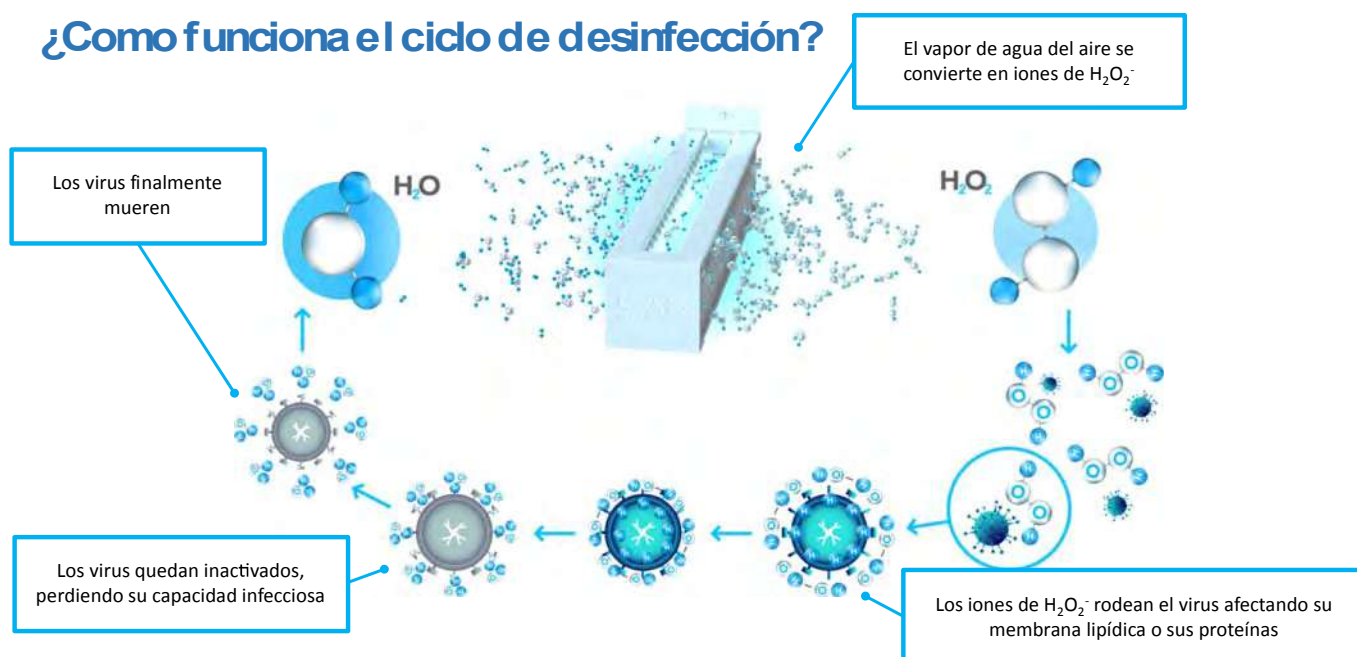 ¿Como funciona el ciclo de desinfección?
El vapor de agua del aire se
convierte en iones de H₂O₂⁻
Los virus finalmente
mueren
H₂O
H₂O₂
Los virus quedan inactivados,
perdiendo su capacidad infecciosa
Los iones de H₂O₂⁻ rodean el virus afectando su
membrana lipídica o sus proteínas